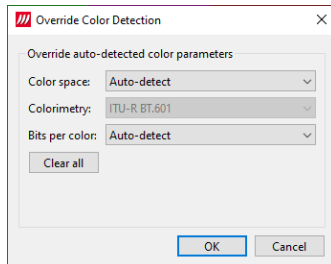 Override Color Detection
Override auto-detected color parameters
Color space: Auto-detect
Colorimetry: ITU-R BT.601
Bits per color: Auto-detect
Clear all
OK Cancel